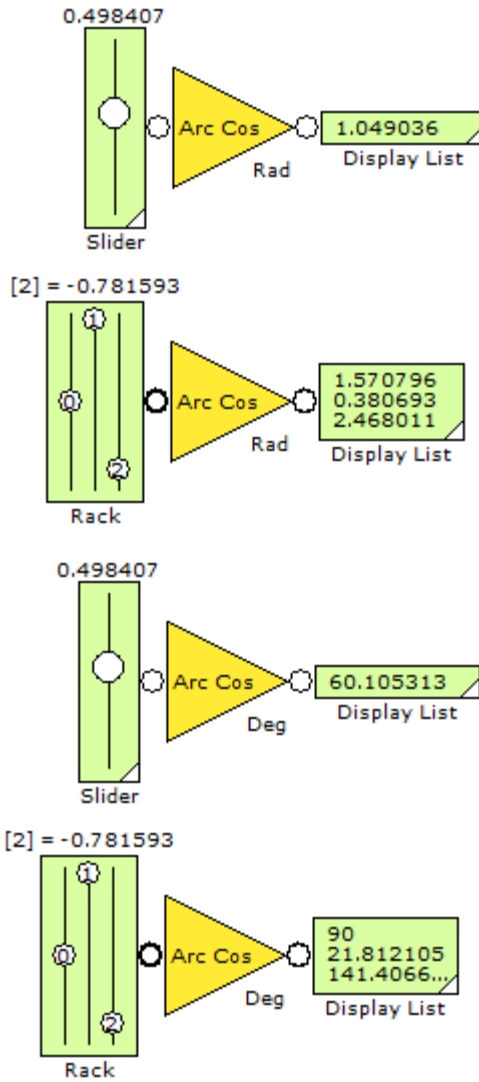 0.498407
Arc Cos
1.049036
Rad
Display List
Slider
[2] = -0.781593
1
0
2
Arc Cos
1.570796
0.380693
2.468011
Rad
Display List
Rack
0.498407
Arc Cos
60.105313
Deg
Display List
Slider
[2] = -0.781593
1
0
2
Arc Cos
90
21.812105
141.4066...
Deg
Display List
Rack